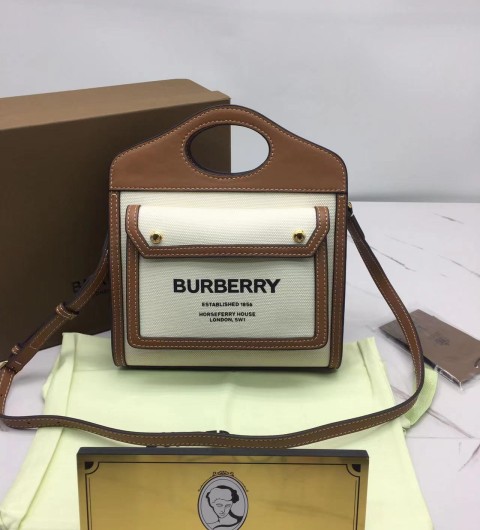 BURBERRY
ESTABLISHED 1856
HORSEFERRY HOUSE
LONDON, SW1